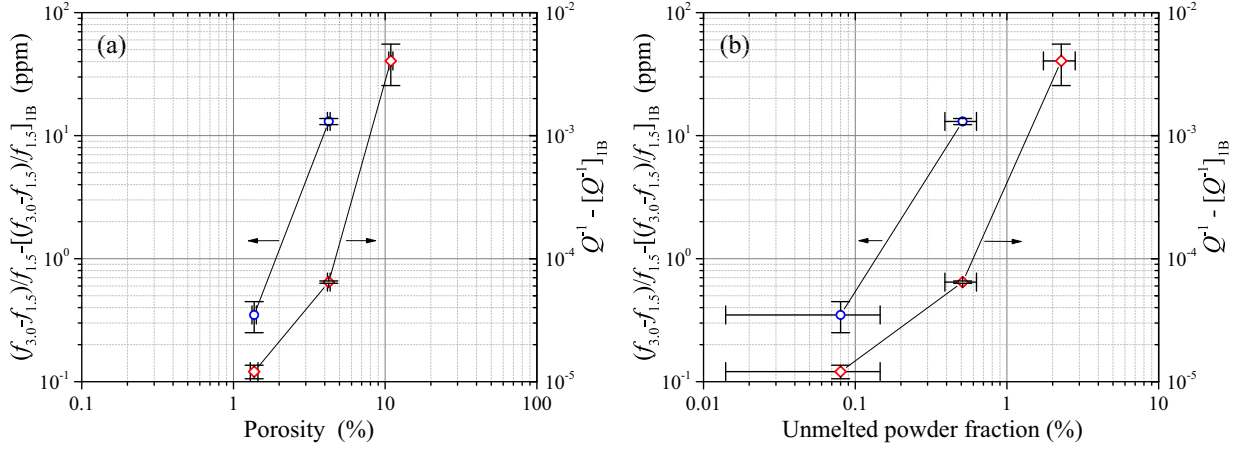 (a)
(f3.0-f1.5)/f1.5-[(f3.0-f1.5)/f1.5]1B (ppm)
10^2
10^1
10^0
10^-1
10^-2
10^-3
10^-4
10^-5
Q^-1 - [Q^-1]1B
0.1 1 10 100
Porosity (%)
(b)
(f3.0-f1.5)/f1.5-[(f3.0-f1.5)/f1.5]1B (ppm)
10^2
10^1
10^0
10^-1
10^-2
10^-3
10^-4
10^-5
Q^-1 - [Q^-1]1B
0.01 0.1 1 10
Unmelted powder fraction (%)